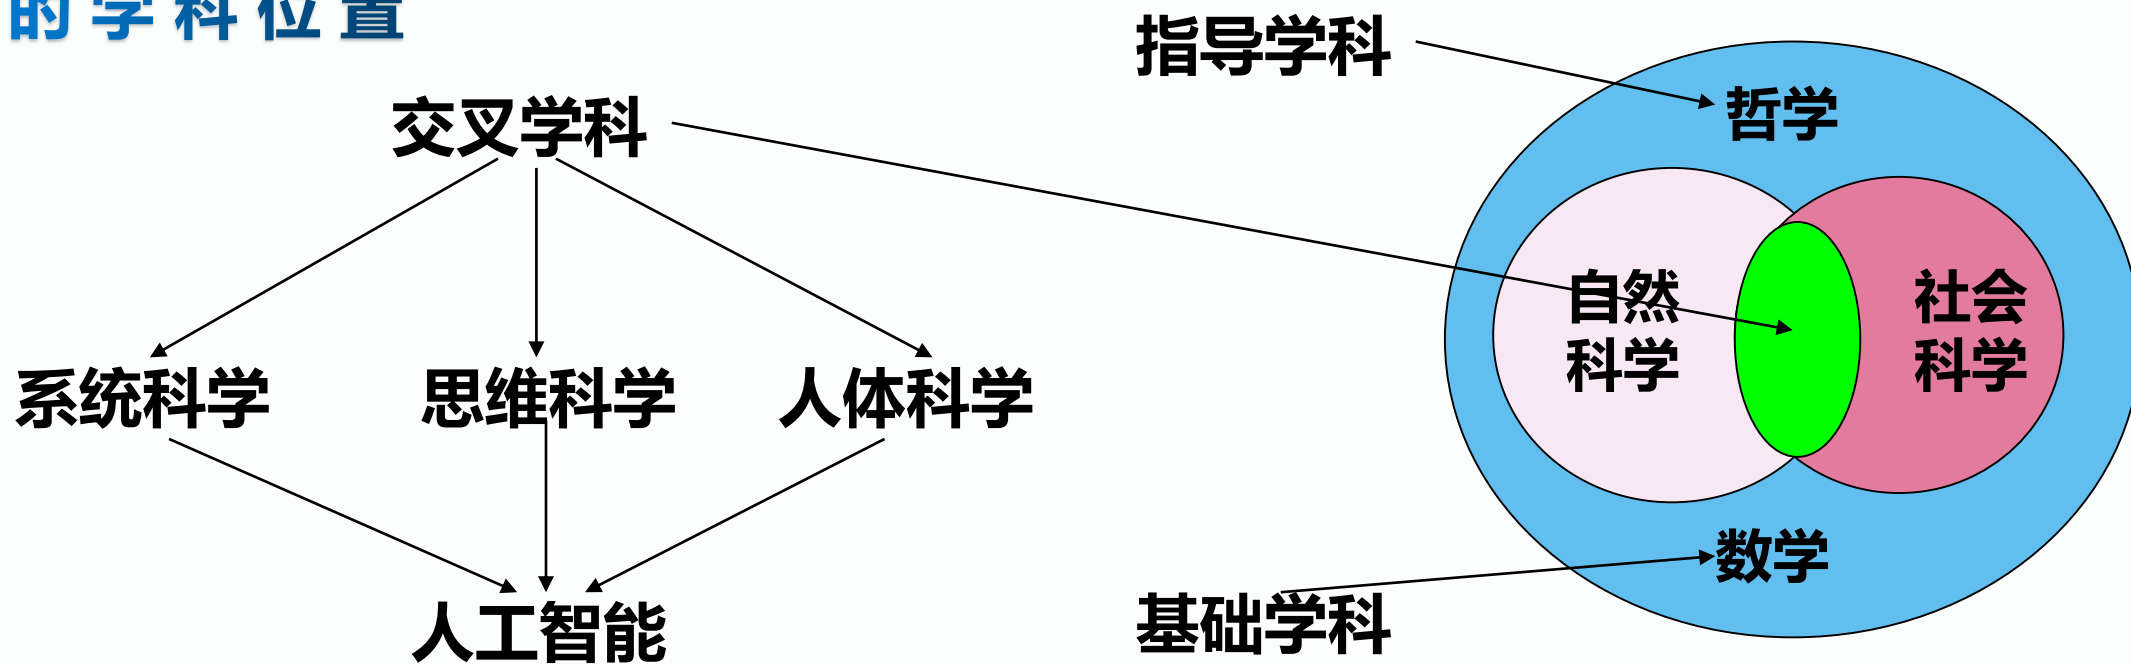 的学科位置
指导学科
哲学
交叉学科
自然
科学
社会
科学
系统科学
思维科学
人体科学
数学
基础学科
人工智能